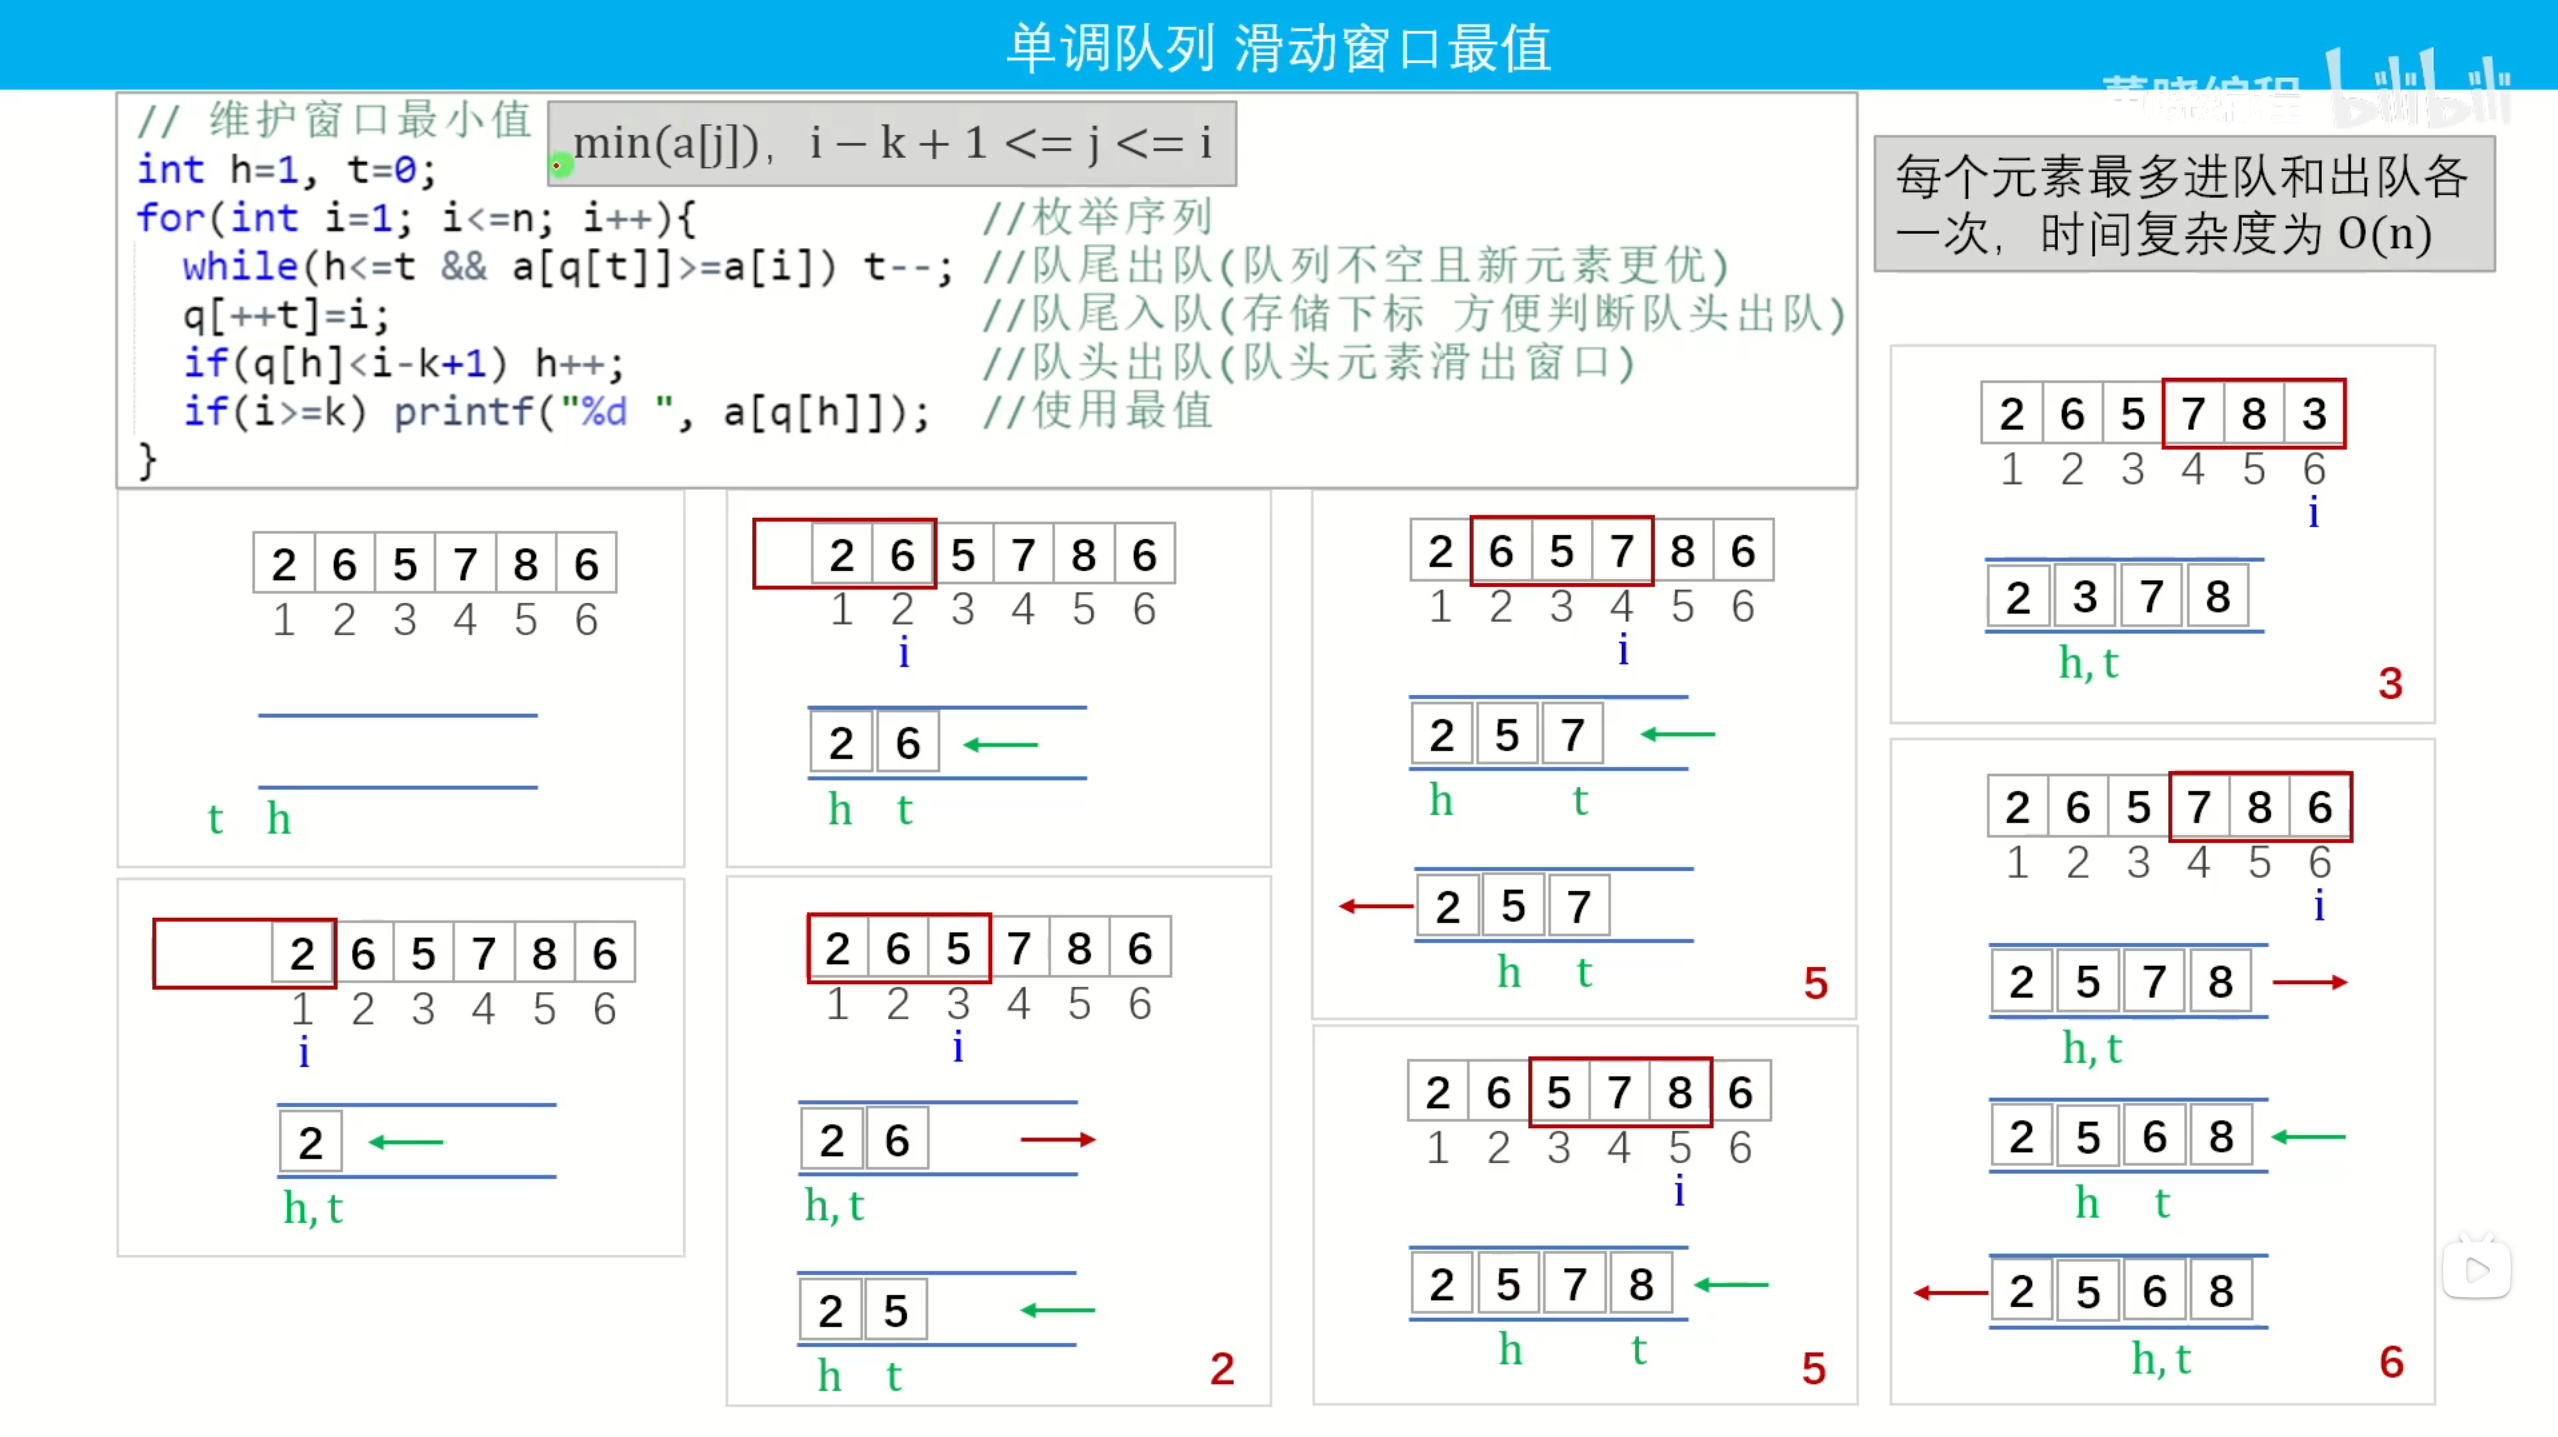 单调队列 滑动窗口最值
董晓编程 bilibili
// 维护窗口最小值
min(a[j]), i − k + 1 <= j <= i
int h=1, t=0;
for(int i=1; i<=n; i++){ //枚举序列
while(h<=t && a[q[t]]>=a[i]) t--; //队尾出队(队列不空且新元素更优)
q[++t]=i; //队尾入队(存储下标 方便判断队头出队)
if(q[h]<i-k+1) h++; //队头出队(队头元素滑出窗口)
if(i>=k) printf("%d ", a[q[h]]); //使用最值
}
每个元素最多进队和出队各
一次，时间复杂度为 O(n)
2 6 5 7 8 6
1 2 3 4 5 6
t h
2 6 5 7 8 6
1 2 3 4 5 6
i
2
h, t
2 6 5 7 8 6
1 2 3 4 5 6
i
2 6
h t
2 6 5 7 8 6
1 2 3 4 5 6
i
2 6
h, t
2 5
h t
2
2 6 5 7 8 6
1 2 3 4 5 6
i
2 5 7
h t
2 5 7
h t
5
2 6 5 7 8 6
1 2 3 4 5 6
i
2 5 7 8
h t
5
2 6 5 7 8 3
1 2 3 4 5 6
i
2 3 7 8
h, t
3
2 6 5 7 8 6
1 2 3 4 5 6
i
2 5 7 8
h, t
2 5 6 8
h t
2 5 6 8
h, t
6